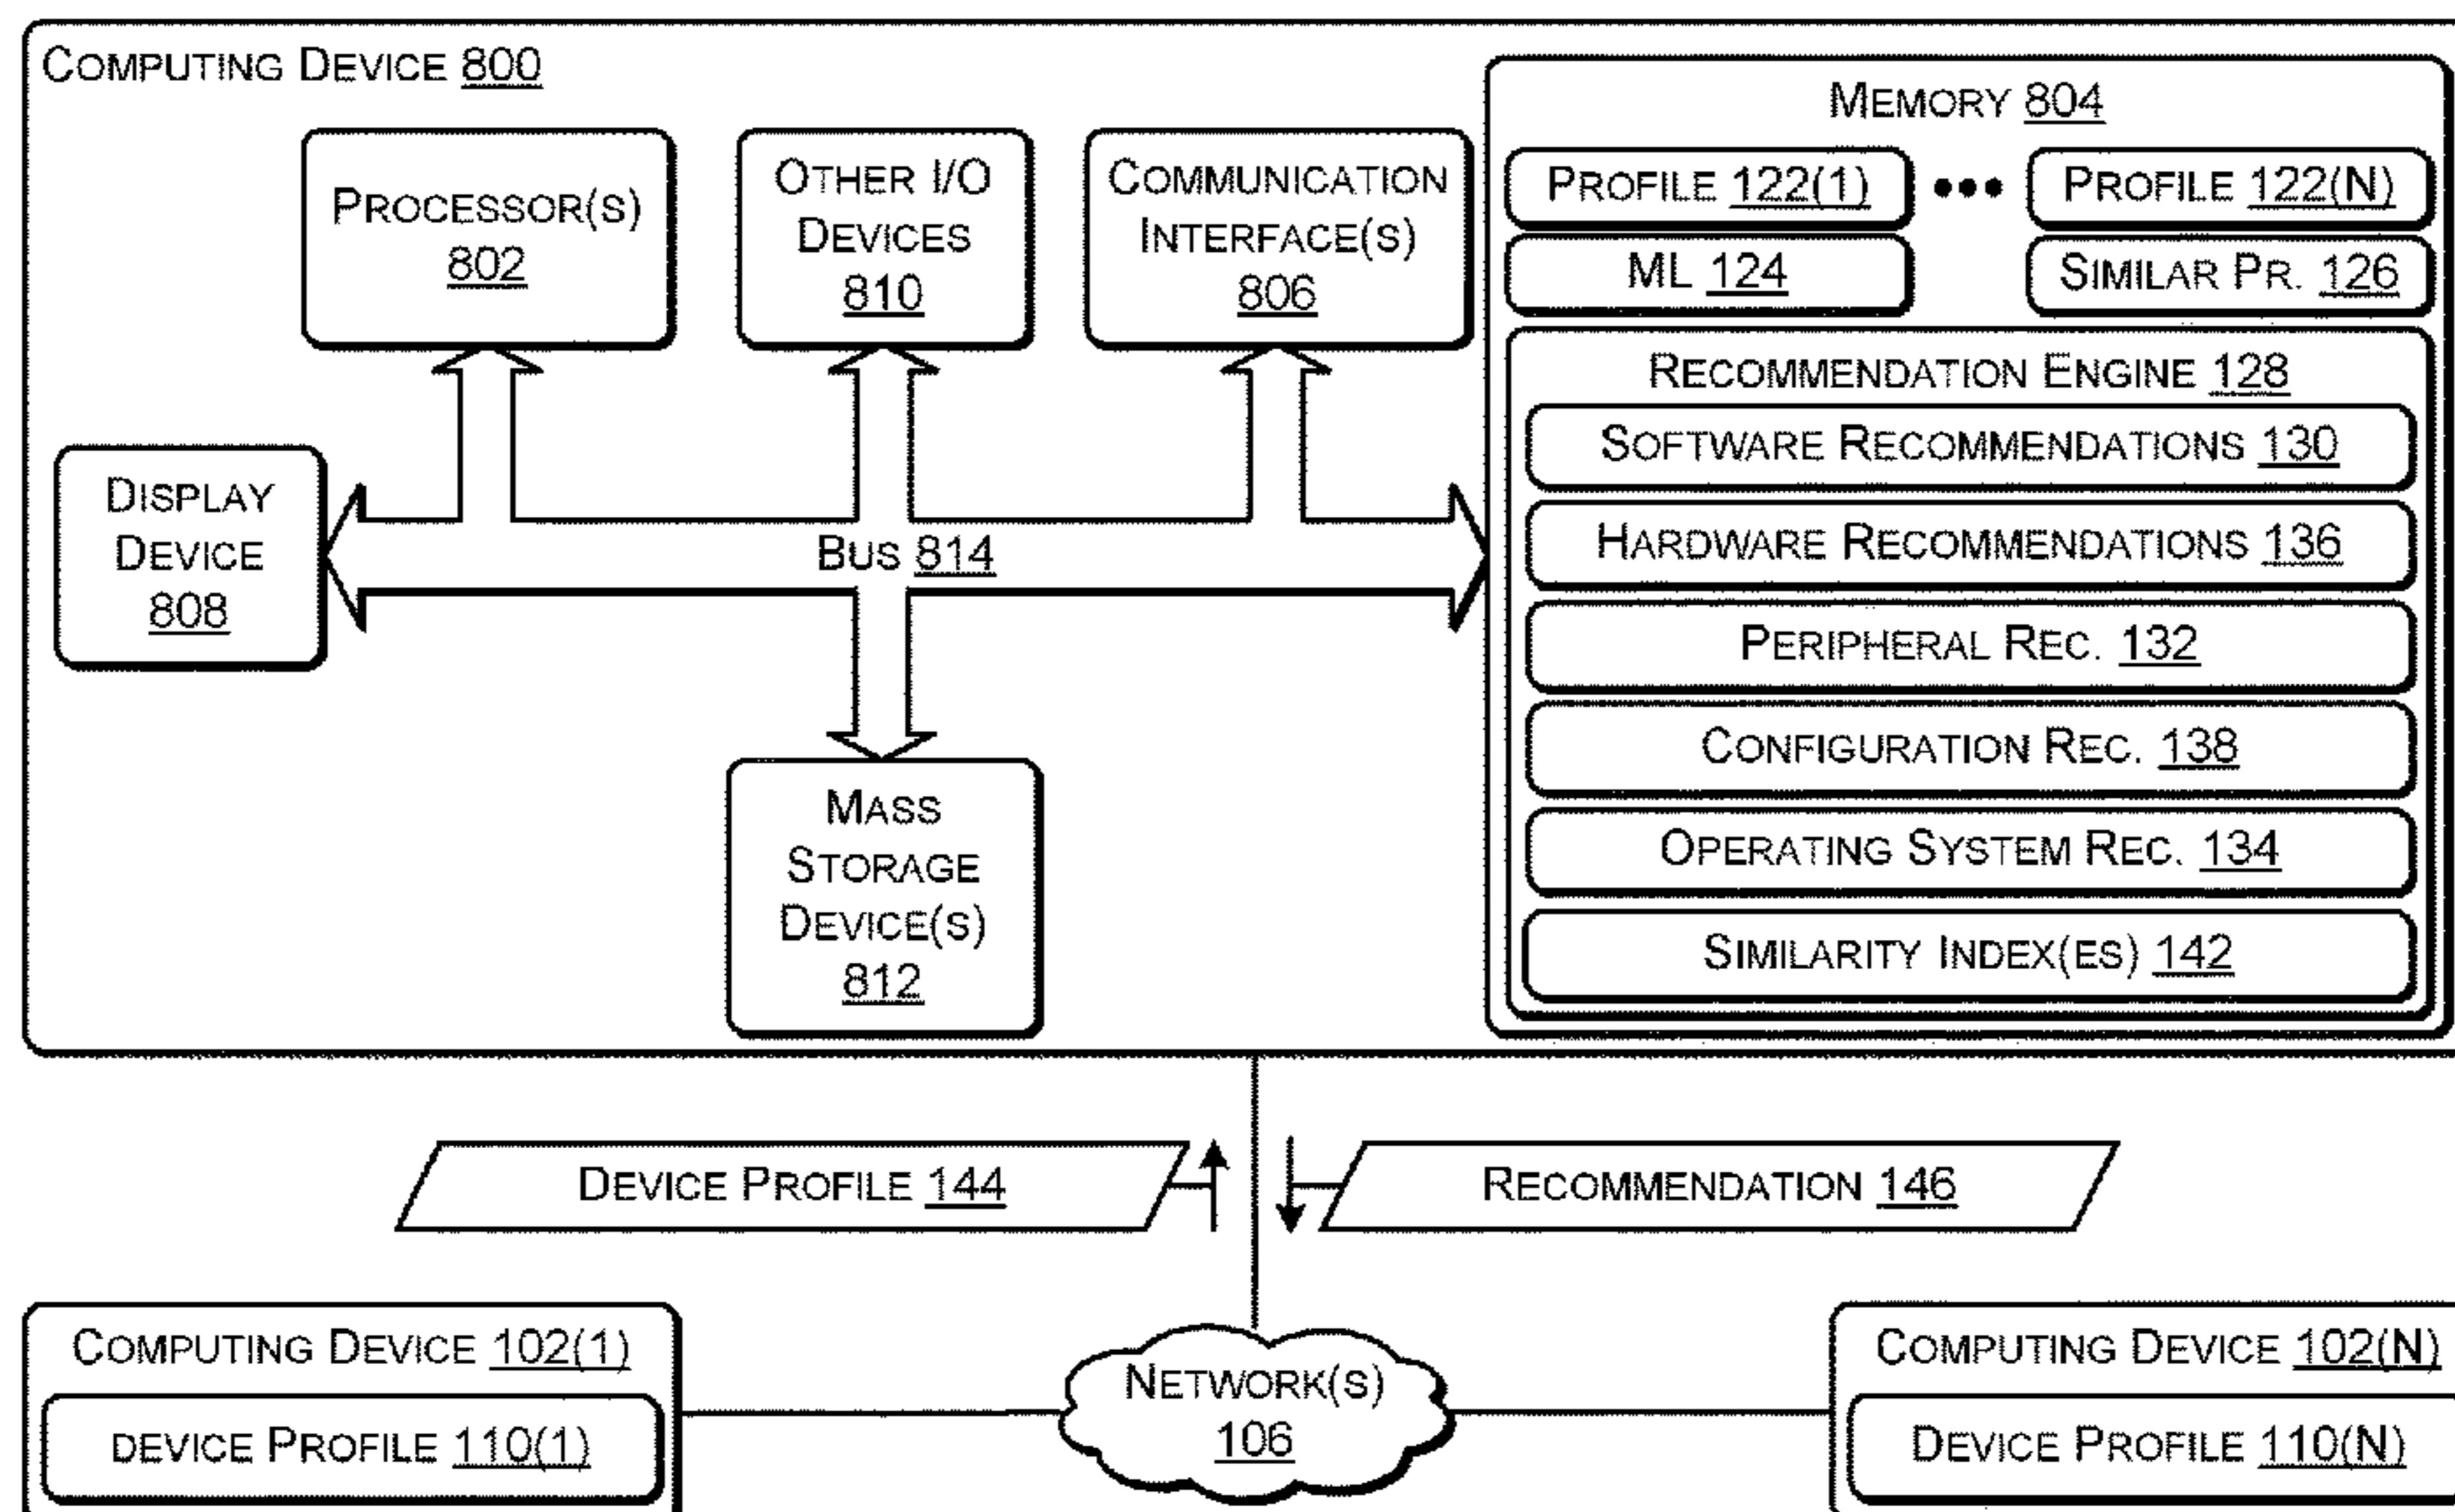 COMPUTING DEVICE 800
PROCESSOR(S)
802
OTHER I/O
DEVICES
810
COMMUNICATION
INTERFACE(S)
806
DISPLAY
DEVICE
808
BUS 814
MASS
STORAGE
DEVICE(S)
812
MEMORY 804
PROFILE 122(1) ••• PROFILE 122(N)
ML 124
SIMILAR PR. 126
RECOMMENDATION ENGINE 128
SOFTWARE RECOMMENDATIONS 130
HARDWARE RECOMMENDATIONS 136
PERIPHERAL REC. 132
CONFIGURATION REC. 138
OPERATING SYSTEM REC. 134
SIMILARITY INDEX(ES) 142
DEVICE PROFILE 144
RECOMMENDATION 146
COMPUTING DEVICE 102(1)
DEVICE PROFILE 110(1)
NETWORK(S)
106
COMPUTING DEVICE 102(N)
DEVICE PROFILE 110(N)